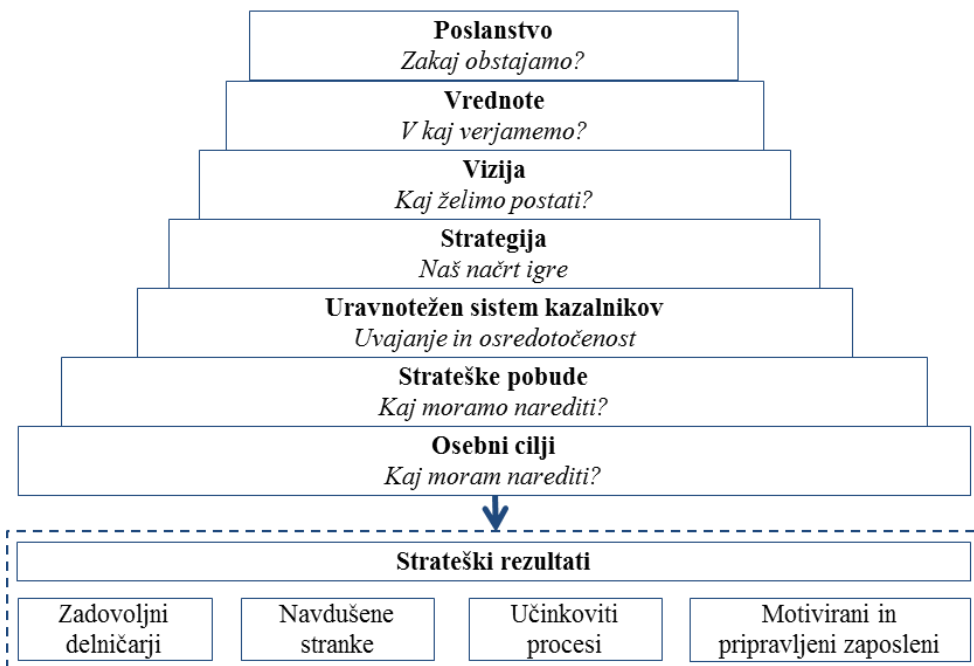 Poslanstvo
Zakaj obstajamo?
Vrednote
V kaj verjamemo?
Vizija
Kaj želimo postati?
Strategija
Naš načrt igre
Uravnotežen sistem kazalnikov
Uvajanje in osredotočenost
Strateške pobude
Kaj moramo narediti?
Osebni cilji
Kaj moram narediti?
Strateški rezultati
Zadovoljni
delničarji
Navdušene
stranke
Učinkoviti
procesi
Motivirani in
pripravljeni zaposleni